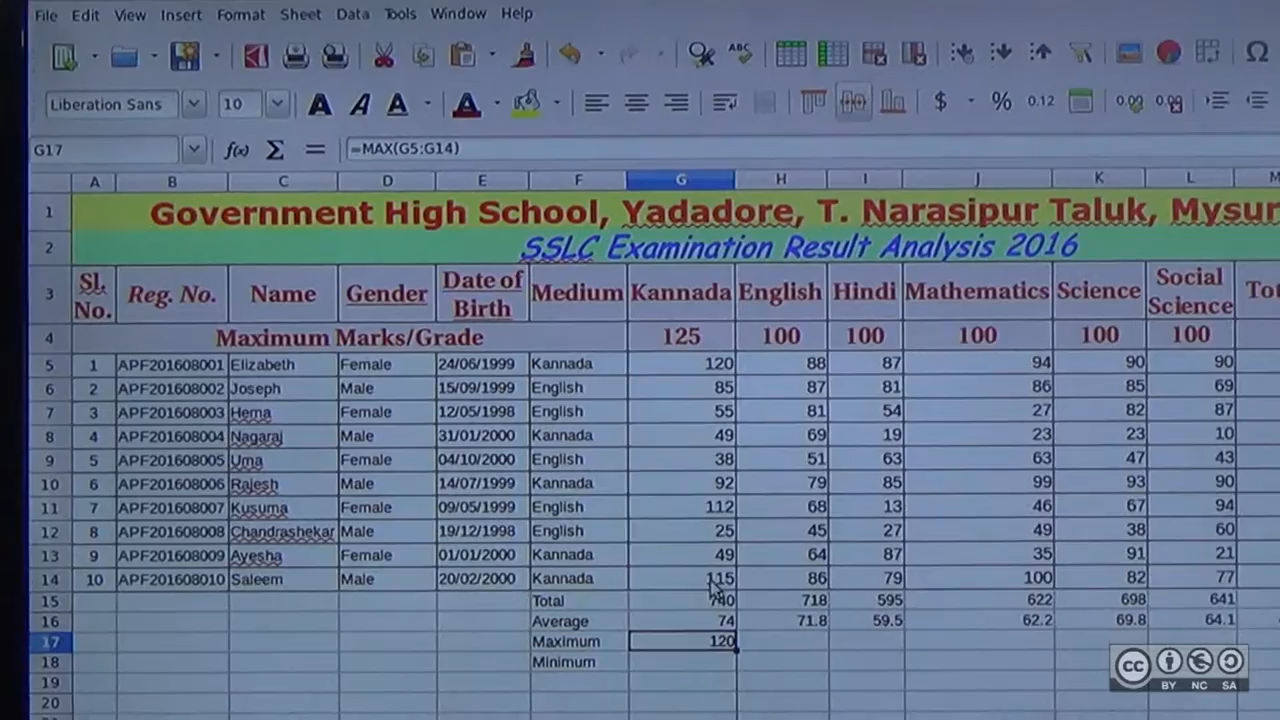 File Edit View Insert Format Sheet Data Tools Window Help
ABC
Liberation Sans 10 A A A A $ % 0.12
G17 f(x) Σ = =MAX(G5:G14)
A B C D E F G H I J K L M
1 Government High School, Yadadore, T. Narasipur Taluk, Mysur
2 SSLC Examination Result Analysis 2016
3 Sl. No. Reg. No. Name Gender Date of Birth Medium Kannada English Hindi Mathematics Science Social Science Tot
4 Maximum Marks/Grade 125 100 100 100 100 100
5 1 APF201608001 Elizabeth Female 24/06/1999 Kannada 120 88 87 94 90 90
6 2 APF201608002 Joseph Male 15/09/1999 English 85 87 81 86 85 69
7 3 APF201608003 Hema Female 12/05/1998 English 55 81 54 27 82 87
8 4 APF201608004 Nagaraj Male 31/01/2000 Kannada 49 69 19 23 23 10
9 5 APF201608005 Uma Female 04/10/2000 English 38 51 63 63 47 43
10 6 APF201608006 Rajesh Male 14/07/1999 Kannada 92 79 85 99 93 90
11 7 APF201608007 Kusuma Female 09/05/1999 English 112 68 13 46 67 94
12 8 APF201608008 Chandrashekar Male 19/12/1998 English 25 45 27 49 38 60
13 9 APF201608009 Ayesha Female 01/01/2000 Kannada 49 64 87 35 91 21
14 10 APF201608010 Saleem Male 20/02/2000 Kannada 115 86 79 100 82 77
15 Total 740 718 595 622 698 641
16 Average 74 71.8 59.5 62.2 69.8 64.1
17 Maximum 120
18 Minimum
19
20
cc BY NC SA